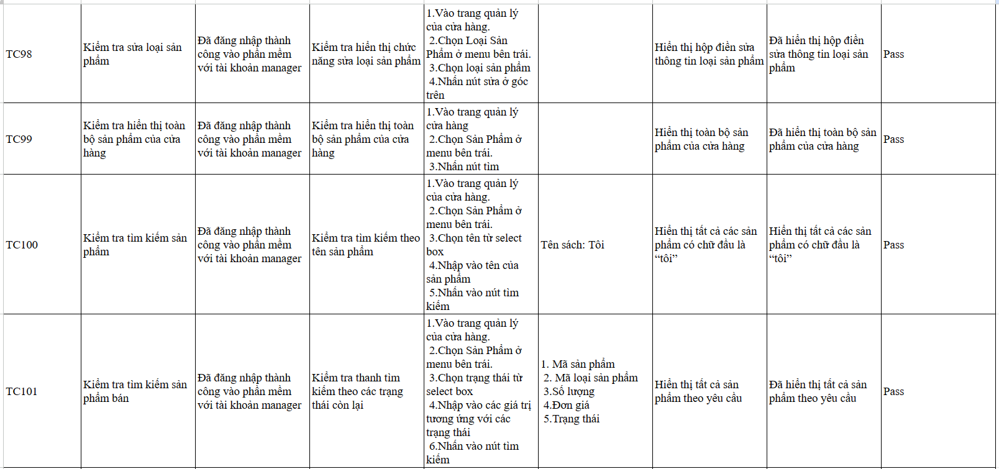 TC98
Kiểm tra sửa loại sản
phẩm
Đã đăng nhập thành
công vào phần mềm
với tài khoản manager
Kiểm tra hiển thị chức
năng sửa loại sản phẩm
1.Vào trang quản lý
của cửa hàng.
2.Chọn Loại Sản
Phẩm ở menu bên trái.
3.Chọn loại sản phẩm
4.Nhấn nút sửa ở góc
trên
Hiển thị hộp điền sửa
thông tin loại sản phẩm
Đã hiển thị hộp điền
sửa thông tin loại sản
phẩm
Pass
TC99
Kiểm tra hiển thị toàn
bộ sản phẩm của cửa
hàng
Đã đăng nhập thành
công vào phần mềm
với tài khoản manager
Kiểm tra hiển thị toàn
bộ sản phẩm của cửa
hàng
1.Vào trang quản lý
cửa hàng
2.Chọn Sản Phẩm ở
menu bên trái.
3.Nhấn nút tìm
Hiển thị toàn bộ sản
phẩm của cửa hàng
Đã hiển thị toàn bộ sản
phẩm của cửa hàng
Pass
TC100
Kiểm tra tìm kiếm sản
phẩm
Đã đăng nhập thành
công vào phần mềm
với tài khoản manager
Kiểm tra tìm kiếm theo
tên sản phẩm
1.Vào trang quản lý
của cửa hàng.
2.Chọn Sản Phẩm ở
menu bên trái.
3.Chọn tên từ select
box
4.Nhập vào tên của
sản phẩm
5.Nhấn vào nút tìm
kiếm
Tên sách: Tôi
Hiển thị tất cả các sản
phẩm có chữ đầu là
“tôi”
Hiển thị tất cả các sản
phẩm có chữ đầu là
“tôi”
Pass
TC101
Kiểm tra tìm kiếm sản
phẩm bán
Đã đăng nhập thành
công vào phần mềm
với tài khoản manager
Kiểm tra thanh tìm
kiếm theo các trạng
thái còn lại
1.Vào trang quản lý
của cửa hàng.
2.Chọn Sản Phẩm ở
menu bên trái.
3.Chọn trạng thái từ
select box
4.Nhập vào các giá trị
tương ứng với các
trạng thái
6.Nhấn vào nút tìm
kiếm
1. Mã sản phẩm
2. Mã loại sản phẩm
3.Số lượng
4.Đơn giá
5.Trạng thái
Hiển thị tất cả sản
phẩm theo yêu cầu
Đã hiển thị tất cả sản
phẩm theo yêu cầu
Pass